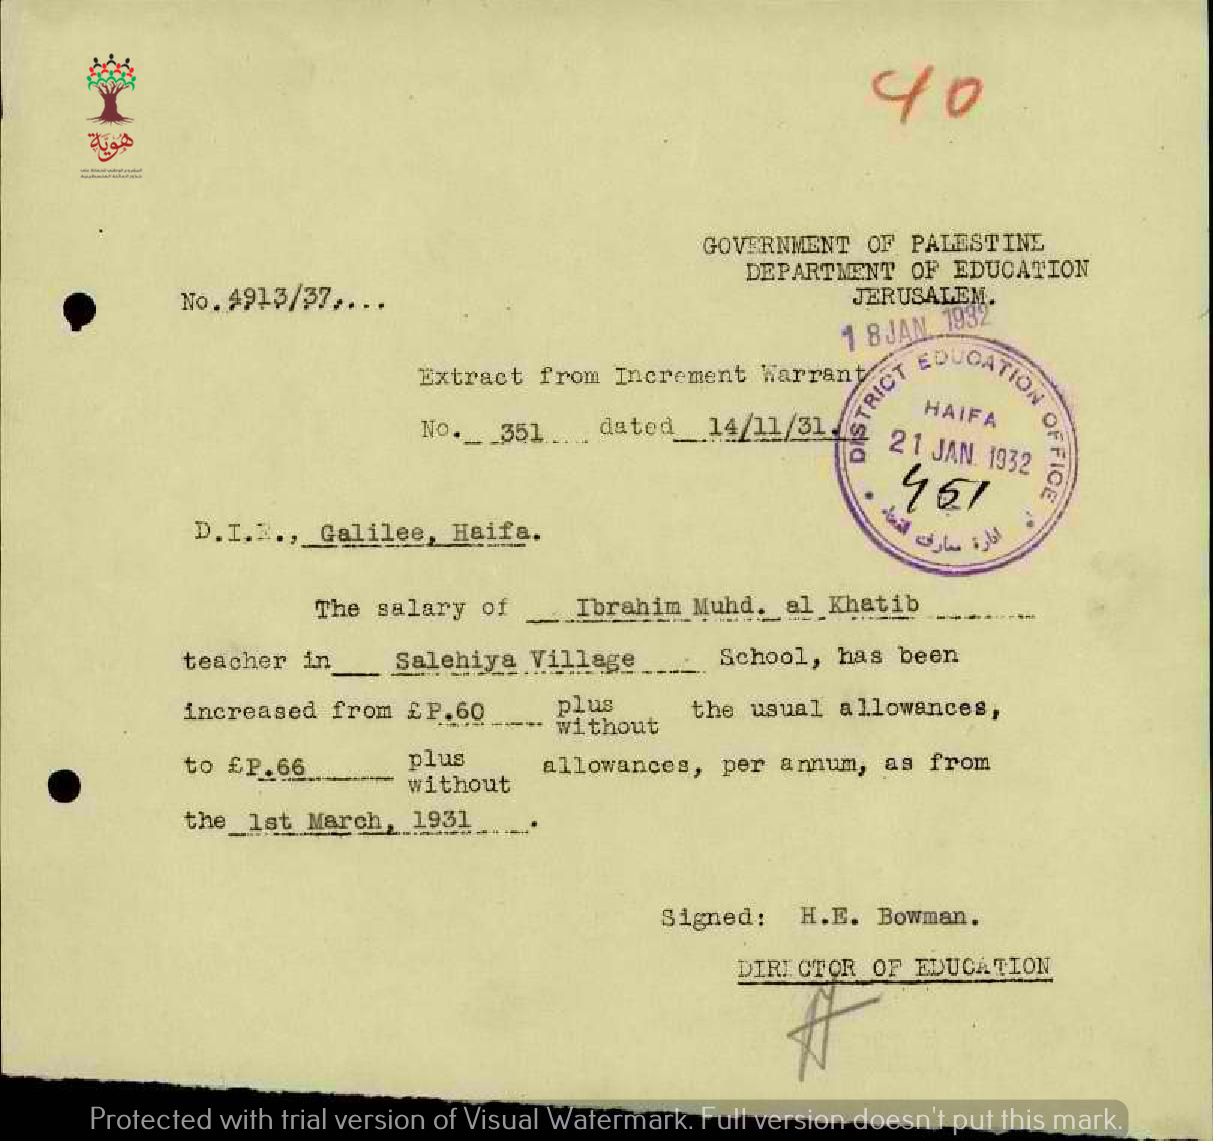 هويّة
40
GOVERNMENT OF PALESTINE
DEPARTMENT OF EDUCATION
JERUSALEM.
No. 4913/37,...
18 JAN. 1932
Extract from Increment Warrant
No. 351 dated 14/11/31.
DISTRICT EDUCATION OFFICE
HAIFA
21 JAN 1932
451
ادارة معارف
D.I.E., Galilee, Haifa.
The salary of Ibrahim Muhd. al Khatib
teacher in Salehiya Village School, has been
increased from £P.60 plus without the usual allowances,
to £P.66 plus without allowances, per annum, as from
the 1st March, 1931.
Signed: H.E. Bowman.
DIRECTOR OF EDUCATION
Protected with trial version of Visual Watermark. Full version doesn't put this mark.